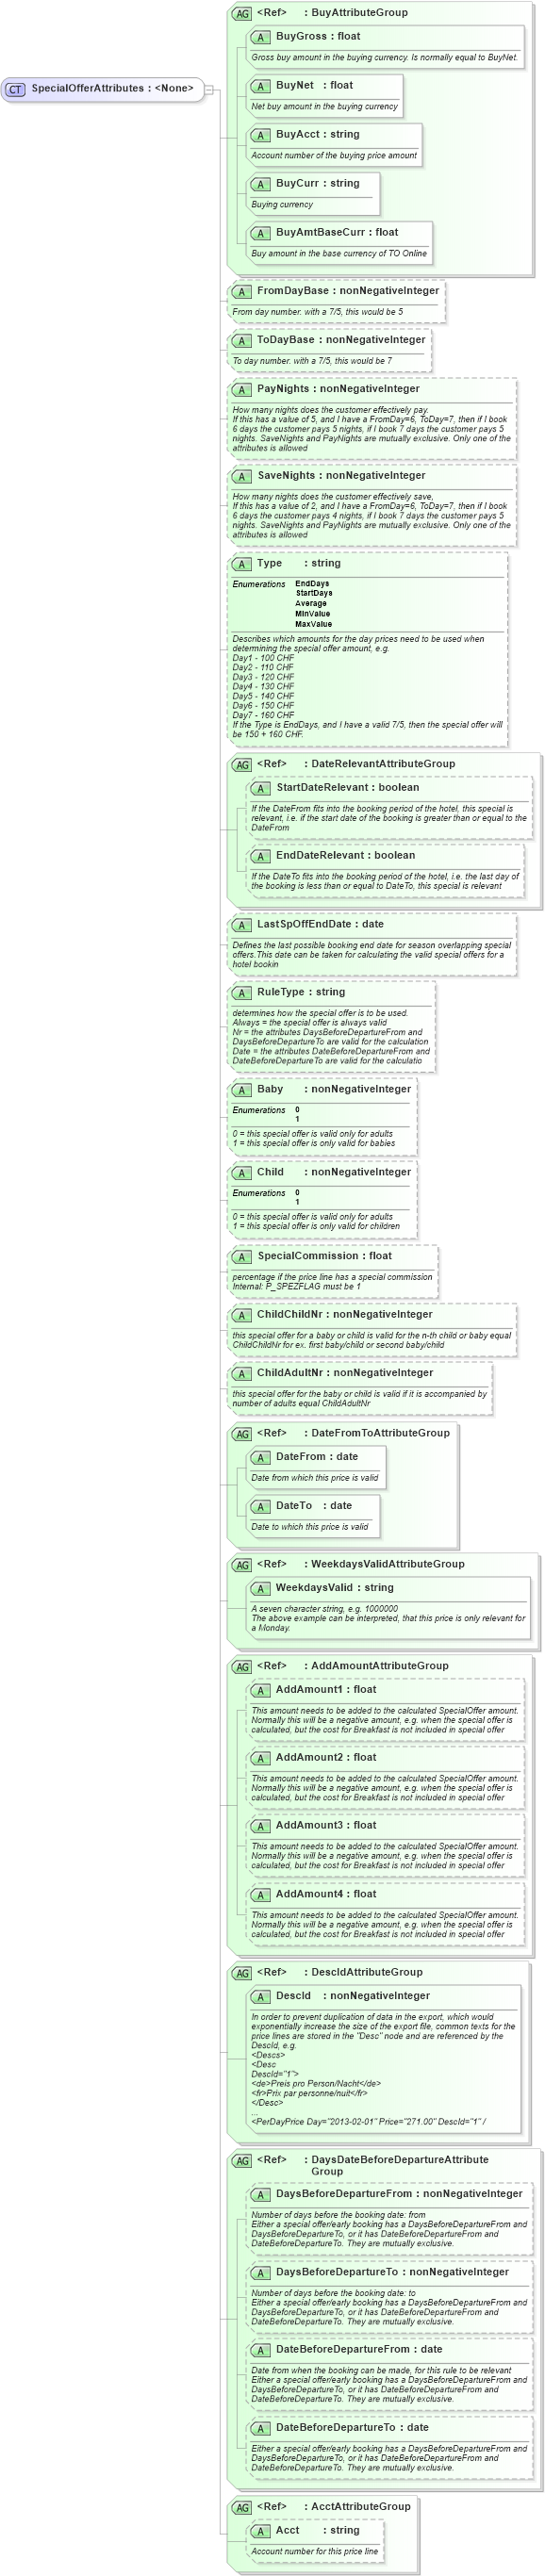 AG <Ref> : BuyAttributeGroup
A BuyGross : float
Gross buy amount in the buying currency. Is normally equal to BuyNet.
CT SpecialOfferAttributes : <None>
A BuyNet : float
Net buy amount in the buying currency
A BuyAcct : string
Account number of the buying price amount
A BuyCurr : string
Buying currency
A BuyAmtBaseCurr : float
Buy amount in the base currency of TO Online
A FromDayBase : nonNegativeInteger
From day number. with a 7/5, this would be 5
A ToDayBase : nonNegativeInteger
To day number. with a 7/5, this would be 7
A PayNights : nonNegativeInteger
How many nights does the customer effectively pay.
If this has a value of 5, and I have a FromDay=6, ToDay=7, then if I book
6 days the customer pays 5 nights, if I book 7 days the customer pays 5
nights. SaveNights and PayNights are mutually exclusive. Only one of the
attributes is allowed
A SaveNights : nonNegativeInteger
How many nights does the customer effectively save,
If this has a value of 2, and I have a FromDay=6, ToDay=7, then if I book
6 days the customer pays 4 nights, if I book 7 days the customer pays 5
nights. SaveNights and PayNights are mutually exclusive. Only one of the
attributes is allowed
A Type : string
Enumerations EndDays
StartDays
Average
MinValue
MaxValue
Describes which amounts for the day prices need to be used when
determining the special offer amount, e.g.
Day1 - 100 CHF
Day2 - 110 CHF
Day3 - 120 CHF
Day4 - 130 CHF
Day5 - 140 CHF
Day6 - 150 CHF
Day7 - 160 CHF
If the Type is EndDays, and I have a valid 7/5, then the special offer will
be 150 + 160 CHF.
AG <Ref> : DateRelevantAttributeGroup
A StartDateRelevant : boolean
If the DateFrom fits into the booking period of the hotel, this special is
relevant, i.e. if the start date of the booking is greater than or equal to the
DateFrom
A EndDateRelevant : boolean
If the DateTo fits into the booking period of the hotel, i.e. the last day of
the booking is less than or equal to DateTo, this special is relevant
A LastSpOffEndDate : date
Defines the last possible booking end date for season overlapping special
offers.This date can be taken for calculating the valid special offers for a
hotel bookin
A RuleType : string
determines how the special offer is to be used.
Always = the special offer is always valid
Nr = the attributes DaysBeforeDepartureFrom and
DaysBeforeDepartureTo are valid for the calculation
Date = the attributes DateBeforeDepartureFrom and
DateBeforeDepartureTo are valid for the calculatio
A Baby : nonNegativeInteger
Enumerations 0
1
0 = this special offer is valid only for adults
1 = this special offer is only valid for babies
A Child : nonNegativeInteger
Enumerations 0
1
0 = this special offer is valid only for adults
1 = this special offer is only valid for children
A SpecialCommission : float
percentage if the price line has a special commission
Internal: P_SPEZFLAG must be 1
A ChildChildNr : nonNegativeInteger
this special offer for a baby or child is valid for the n-th child or baby equal
ChildChildNr for ex. first baby/child or second baby/child
A ChildAdultNr : nonNegativeInteger
this special offer for the baby or child is valid if it is accompanied by
number of adults equal ChildAdultNr
AG <Ref> : DateFromToAttributeGroup
A DateFrom : date
Date from which this price is valid
A DateTo : date
Date to which this price is valid
AG <Ref> : WeekdaysValidAttributeGroup
A WeekdaysValid : string
A seven character string, e.g. 1000000
The above example can be interpreted, that this price is only relevant for
a Monday.
AG <Ref> : AddAmountAttributeGroup
A AddAmount1 : float
This amount needs to be added to the calculated SpecialOffer amount.
Normally this will be a negative amount, e.g. when the special offer is
calculated, but the cost for Breakfast is not included in special offer
A AddAmount2 : float
This amount needs to be added to the calculated SpecialOffer amount.
Normally this will be a negative amount, e.g. when the special offer is
calculated, but the cost for Breakfast is not included in special offer
A AddAmount3 : float
This amount needs to be added to the calculated SpecialOffer amount.
Normally this will be a negative amount, e.g. when the special offer is
calculated, but the cost for Breakfast is not included in special offer
A AddAmount4 : float
This amount needs to be added to the calculated SpecialOffer amount.
Normally this will be a negative amount, e.g. when the special offer is
calculated, but the cost for Breakfast is not included in special offer
AG <Ref> : DescIdAttributeGroup
A DescId : nonNegativeInteger
In order to prevent duplication of data in the export, which would
exponentially increase the size of the export file, common texts for the
price lines are stored in the "Desc" node and are referenced by the
DescId, e.g.
<Descs>
<Desc
DescId="1">
<de>Preis pro Person/Nacht</de>
<fr>Prix par personne/nuit</fr>
</Desc>
...
<PerDayPrice Day="2013-02-01" Price="271.00" DescId="1" /
AG <Ref> : DaysDateBeforeDepartureAttribute
Group
A DaysBeforeDepartureFrom : nonNegativeInteger
Number of days before the booking date: from
Either a special offer/early booking has a DaysBeforeDepartureFrom and
DaysBeforeDepartureTo, or it has DateBeforeDepartureFrom and
DateBeforeDepartureTo. They are mutually exclusive.
A DaysBeforeDepartureTo : nonNegativeInteger
Number of days before the booking date: to
Either a special offer/early booking has a DaysBeforeDepartureFrom and
DaysBeforeDepartureTo, or it has DateBeforeDepartureFrom and
DateBeforeDepartureTo. They are mutually exclusive.
A DateBeforeDepartureFrom : date
Date from when the booking can be made, for this rule to be relevant
Either a special offer/early booking has a DaysBeforeDepartureFrom and
DaysBeforeDepartureTo, or it has DateBeforeDepartureFrom and
DateBeforeDepartureTo. They are mutually exclusive.
A DateBeforeDepartureTo : date
Either a special offer/early booking has a DaysBeforeDepartureFrom and
DaysBeforeDepartureTo, or it has DateBeforeDepartureFrom and
DateBeforeDepartureTo. They are mutually exclusive.
AG <Ref> : AcctAttributeGroup
A Acct : string
Account number for this price line